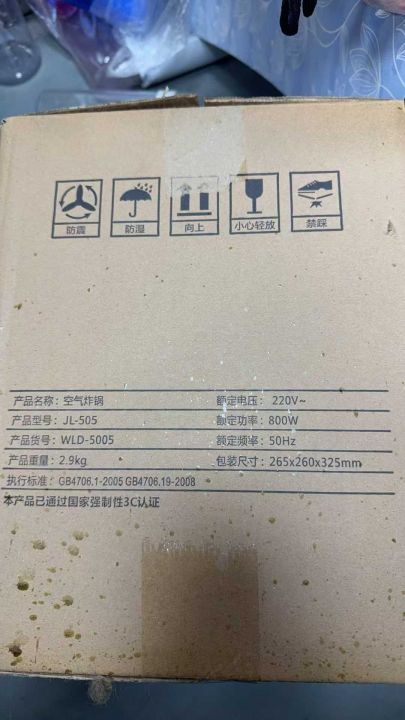 防震 防湿 向上 小心轻放 禁踩
产品名称：空气炸锅 额定电压：220V~
产品型号：JL-505 额定功率：800W
产品货号：WLD-5005 额定频率：50Hz
产品重量：2.9kg 包装尺寸：265x260x325mm
执行标准：GB4706.1-2005 GB4706.19-2008
本产品已通过国家强制性3C认证